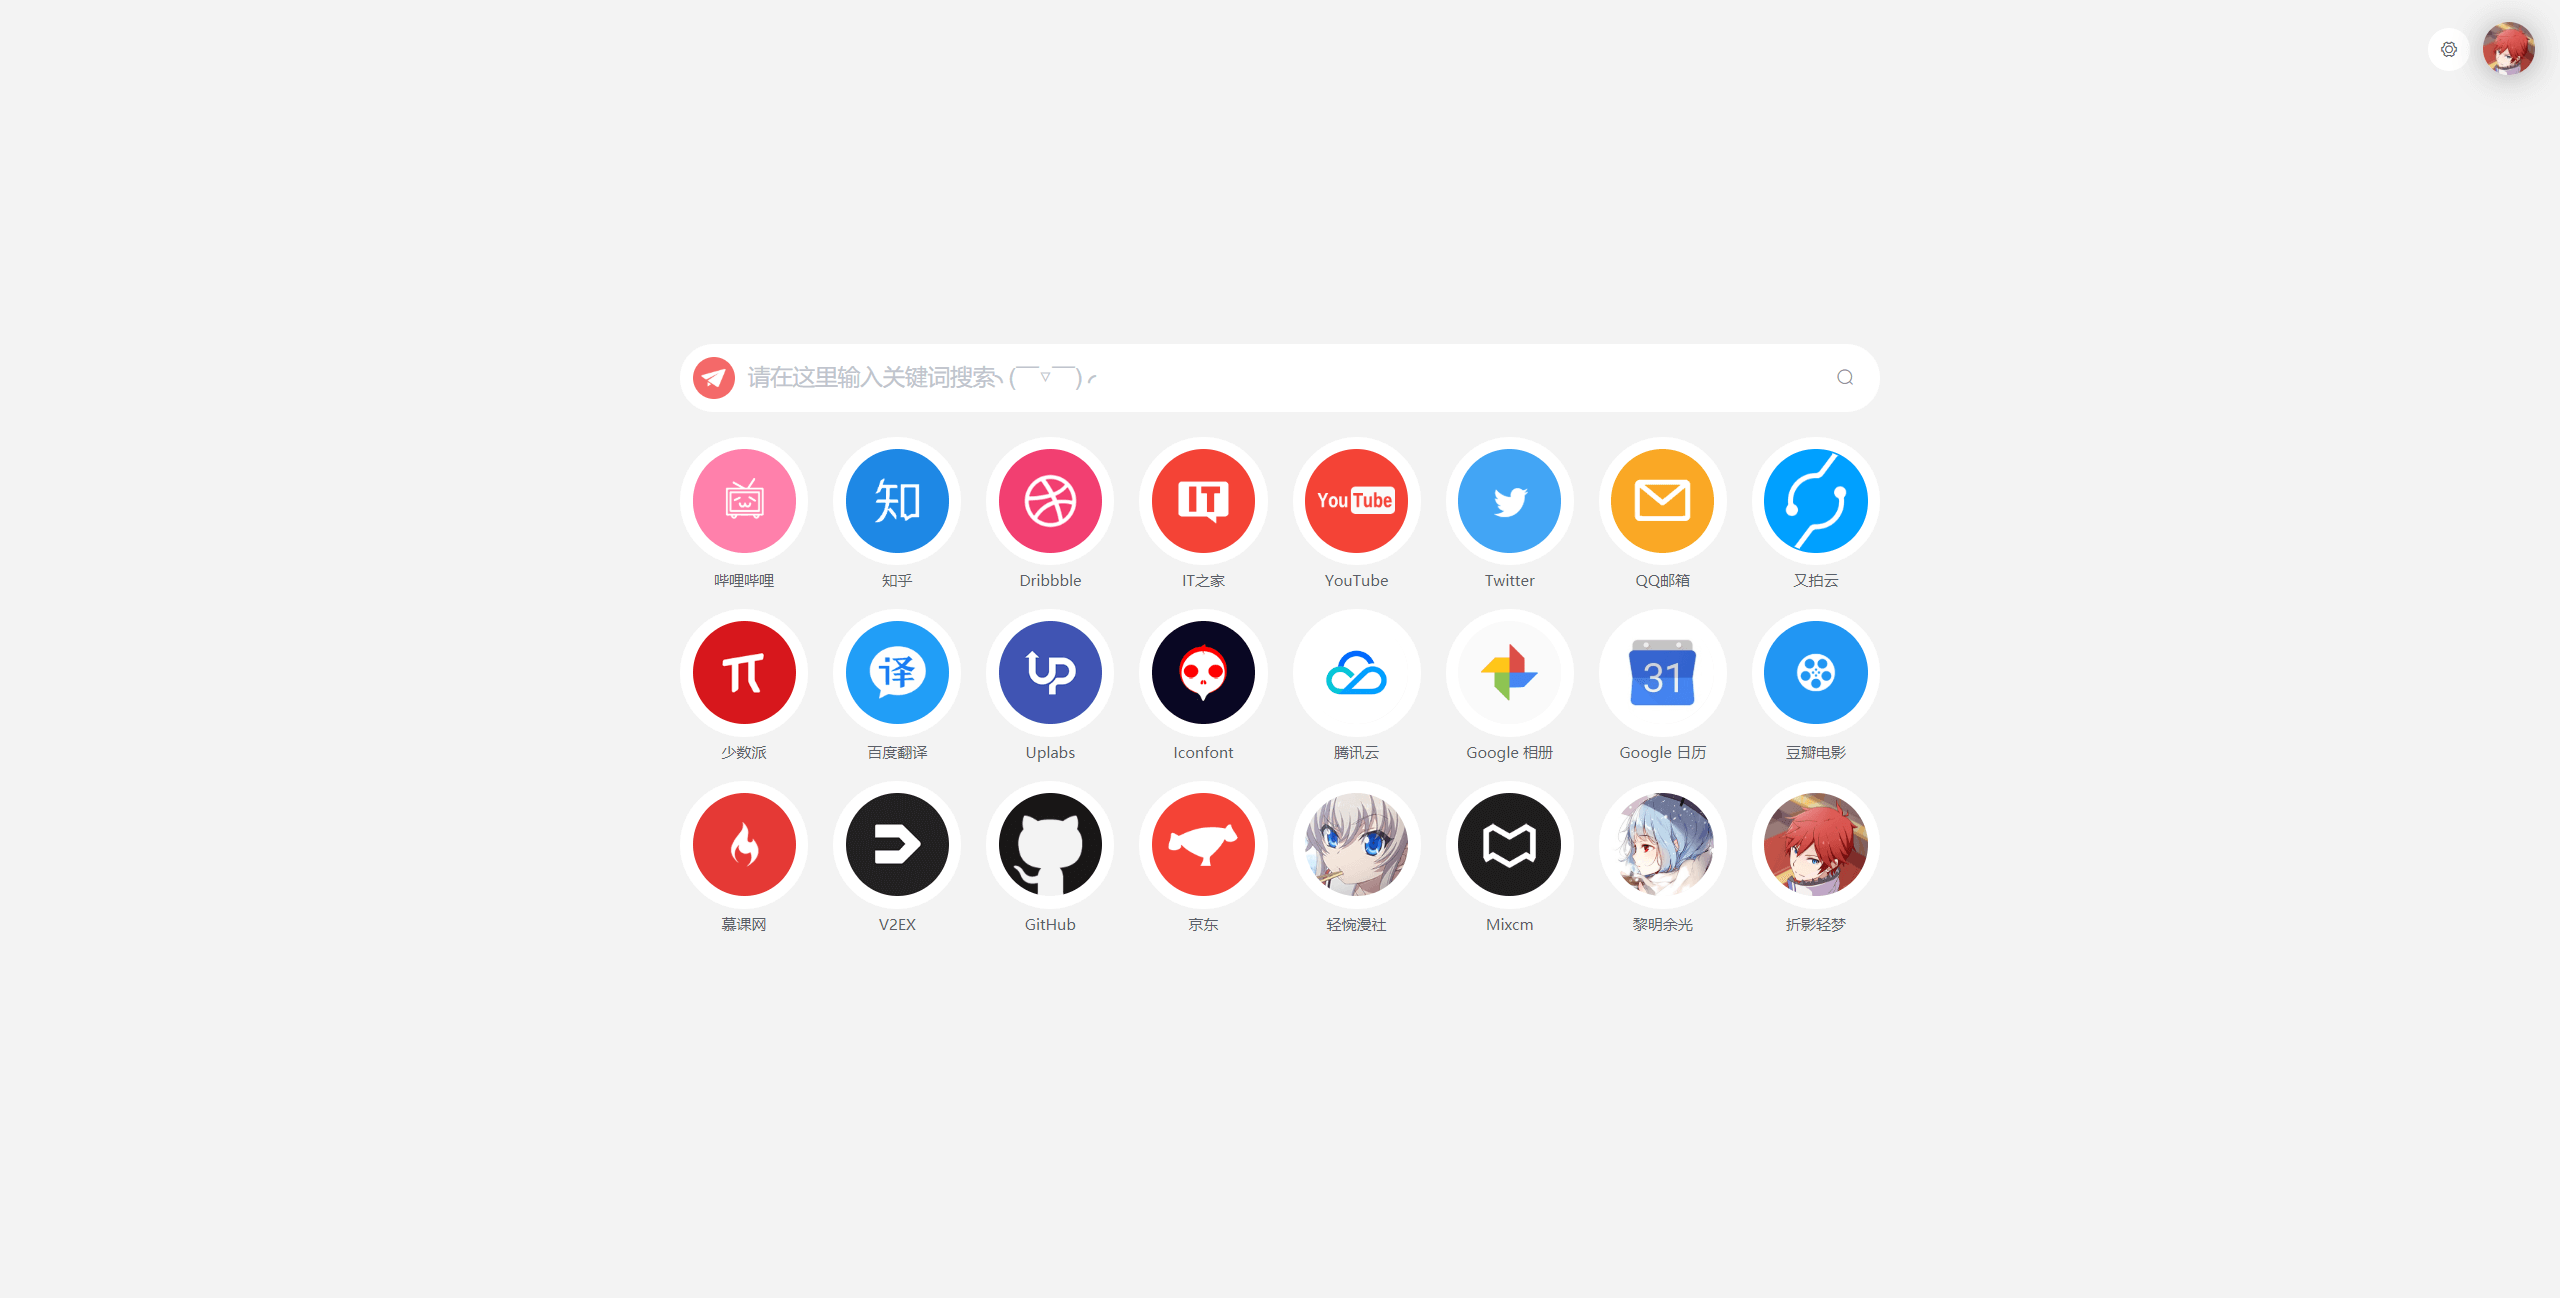 请在这里输入关键词搜索ヽ(￣▽￣)ノ
知
IT
YouTube
哔哩哔哩
知乎
Dribbble
IT之家
YouTube
Twitter
QQ邮箱
又拍云
译
up
31
少数派
百度翻译
Uplabs
Iconfont
腾讯云
Google 相册
Google 日历
豆瓣电影
慕课网
V2EX
GitHub
京东
轻惋漫社
Mixcm
黎明余光
折影轻梦